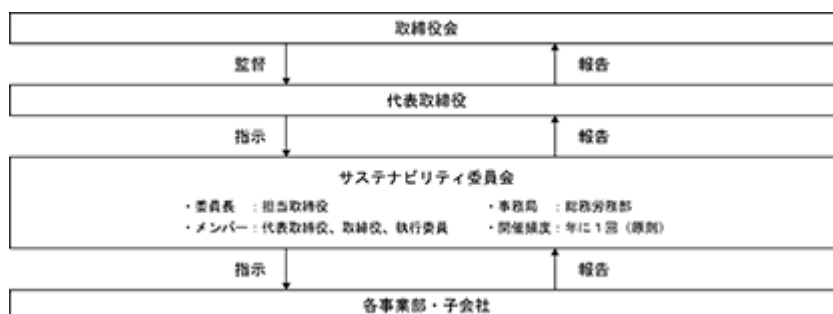 取締役会
監督 報告
代表取締役
指示 報告
サステナビリティ委員会
・委員長 ：担当取締役 ・事務局 ：総務労務部
・メンバー：代表取締役、取締役、執行委員 ・開催頻度：年に１回（原則）
指示 報告
各事業部・子会社